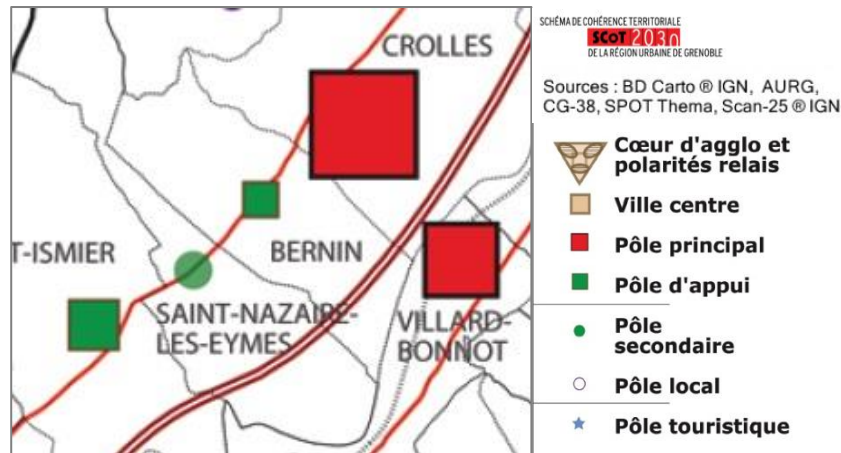 CROLLES
BERNIN
T-ISMIER
SAINT-NAZAIRE-
LES-EYMES
VILLARD-
BONNOT
SCHÉMA DE COHÉRENCE TERRITORIALE
SCoT 2030
DE LA RÉGION URBAINE DE GRENOBLE
Sources : BD Carto ® IGN, AURG,
CG-38, SPOT Thema, Scan-25 ® IGN
Cœur d'agglo et
polarités relais
Ville centre
Pôle principal
Pôle d'appui
Pôle
secondaire
Pôle local
Pôle touristique